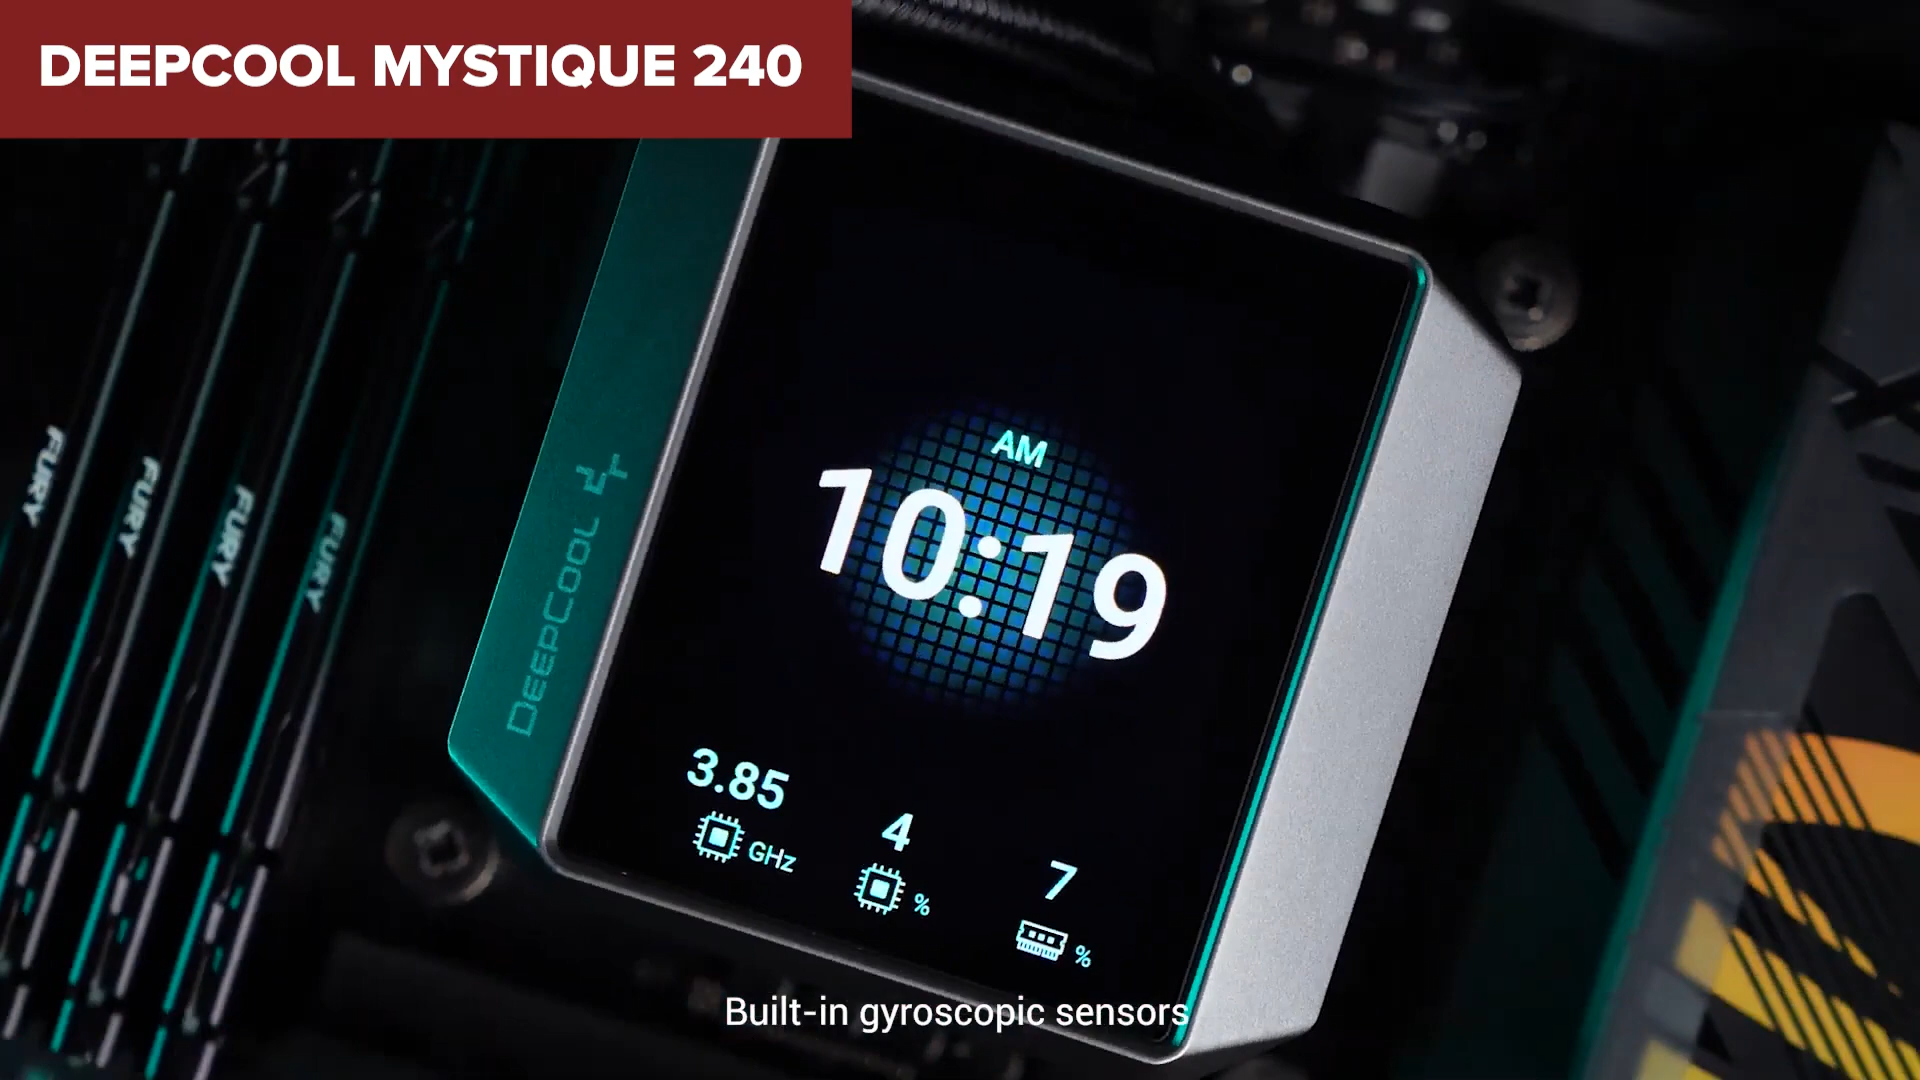 DEEPCOOL MYSTIQUE 240
AM
10:19
FURY
FURY
FURY
FURY
DEEPCOOL
3.85
GHz
4
%
7
%
Built-in gyroscopic sensors